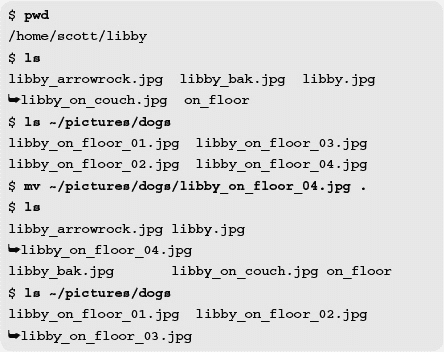 $ pwd
/home/scott/libby
$ ls
libby_arrowrock.jpg  libby_bak.jpg  libby.jpg
➥libby_on_couch.jpg  on_floor
$ ls ~/pictures/dogs
libby_on_floor_01.jpg  libby_on_floor_03.jpg
libby_on_floor_02.jpg  libby_on_floor_04.jpg
$ mv ~/pictures/dogs/libby_on_floor_04.jpg .
$ ls
libby_arrowrock.jpg libby.jpg
➥libby_on_floor_04.jpg
libby_bak.jpg       libby_on_couch.jpg on_floor
$ ls ~/pictures/dogs
libby_on_floor_01.jpg  libby_on_floor_02.jpg
➥libby_on_floor_03.jpg